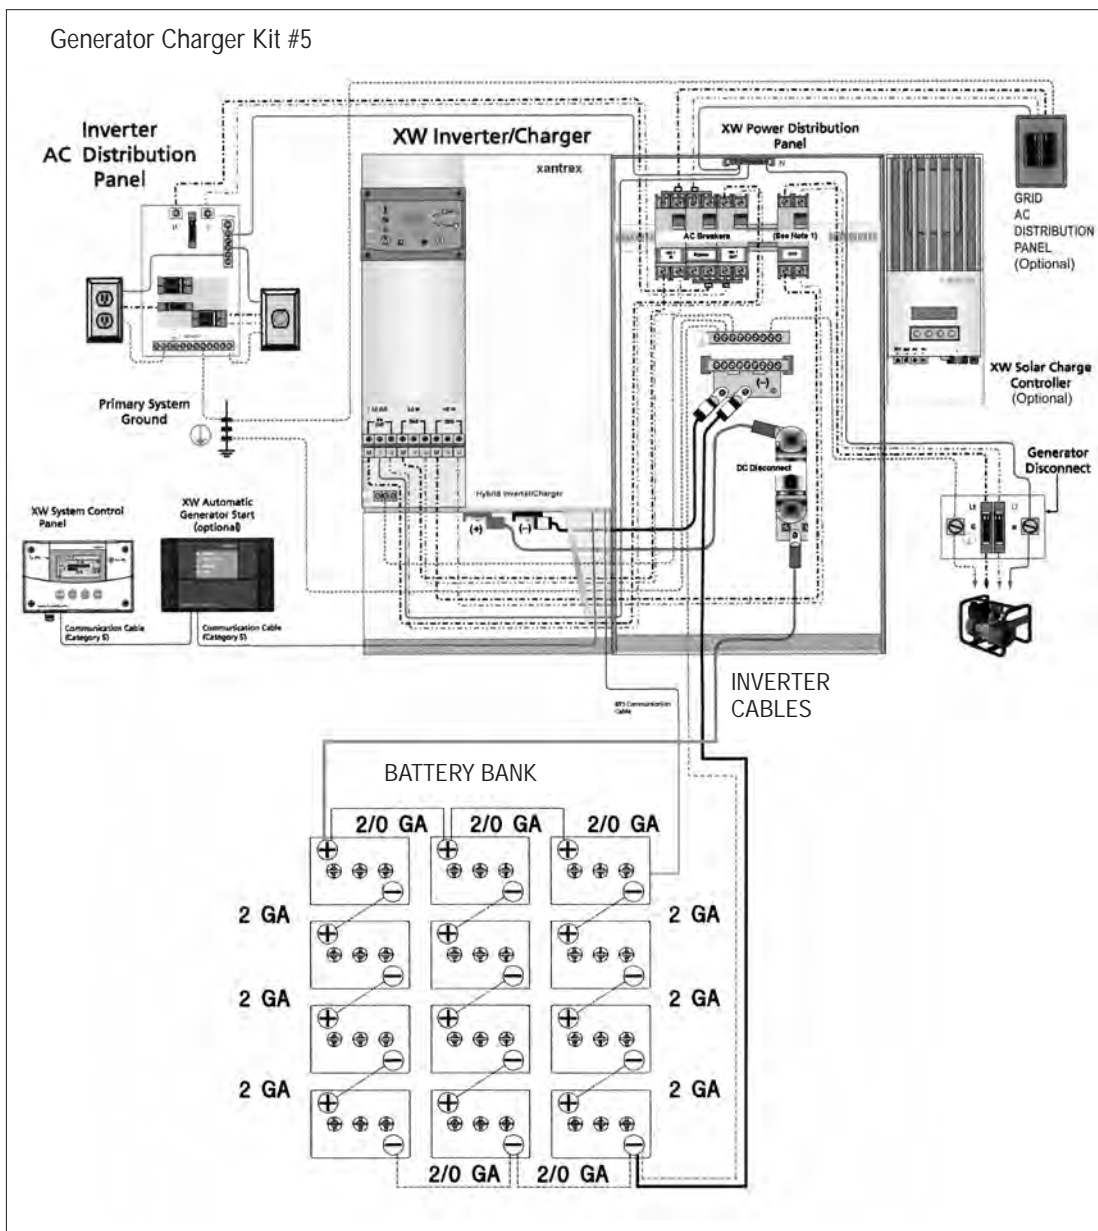 Generator Charger Kit #5
Inverter
AC Distribution
Panel
XW Inverter/Charger
xantrex
XW Power Distribution
Panel
N
GRID
AC
DISTRIBUTION
PANEL
(Optional)
AC Breakers
(See Note 1)
(−)
XW Solar Charge
Controller
(Optional)
Primary System
Ground
DC Disconnect
Generator
Disconnect
Hybrid Inverter/Charger
(+)
(−)
XW System Control
Panel
XW Automatic
Generator Start
(optional)
Communication Cable
(Category 5)
Communication Cable
(Category 5)
INVERTER
CABLES
BTS Communication
Cable
BATTERY BANK
2/0 GA
2/0 GA
2/0 GA
2 GA
2 GA
2 GA
2 GA
2 GA
2 GA
2/0 GA
2/0 GA